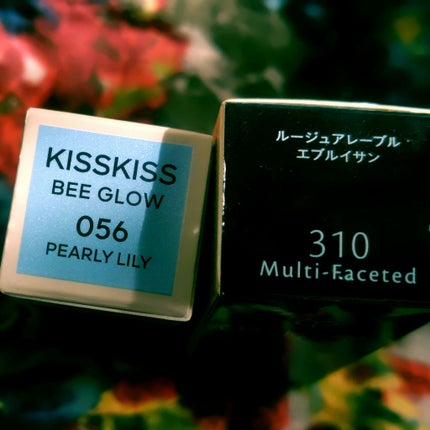 KISSKISS
BEE GLOW
056
PEARLY LILY
ルージュアレーブル
エブルイサン
310
Multi-Faceted